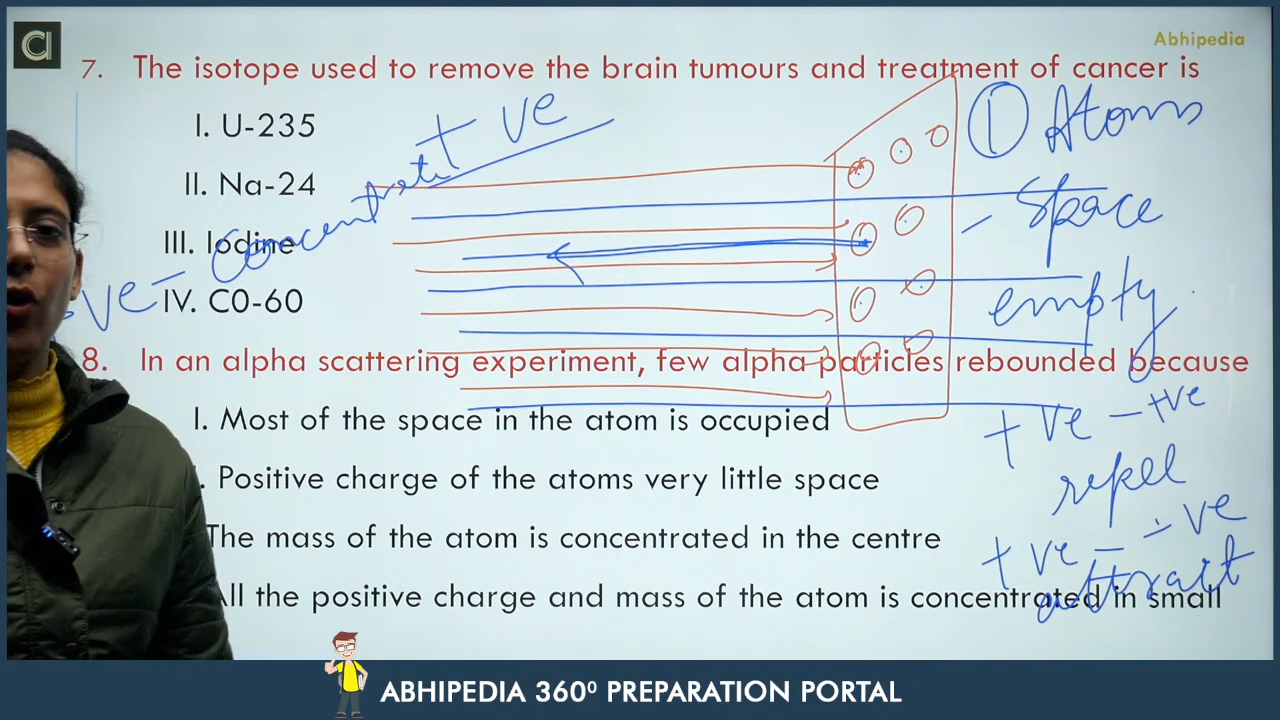 Abhipedia
7. The isotope used to remove the brain tumours and treatment of cancer is
I. U-235
II. Na-24
III. Iodine
IV. C0-60
+ ve
Concentrate
ve -
① Atoms
- Space
empty
8. In an alpha scattering experiment, few alpha particles rebounded because
I. Most of the space in the atom is occupied
. Positive charge of the atoms very little space
The mass of the atom is concentrated in the centre
All the positive charge and mass of the atom is concentrated in small
+ ve - +ve
repel
+ ve - - ve
attract
ABHIPEDIA 360⁰ PREPARATION PORTAL